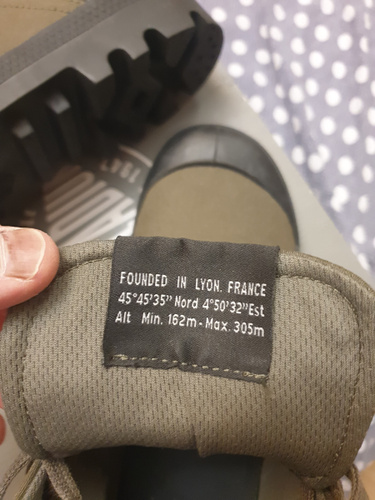 FOUNDED IN LYON. FRANCE
45°45'35" Nord 4°50'32"Est
Alt Min. 162m - Max. 305m